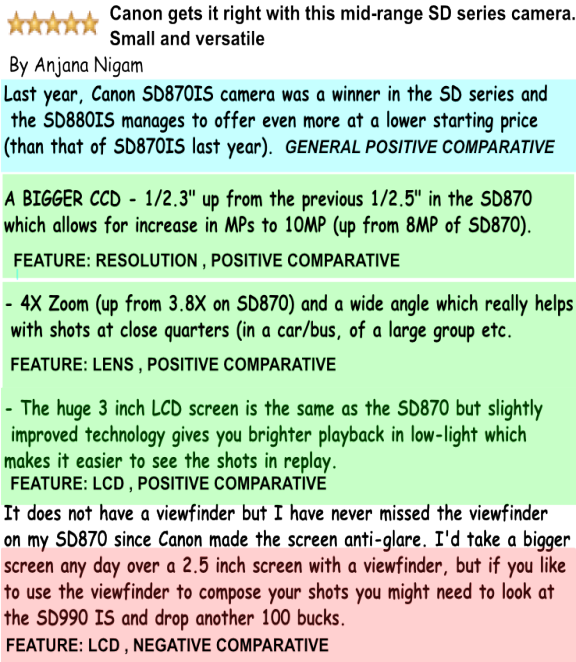 Canon gets it right with this mid-range SD series camera.
Small and versatile
By Anjana Nigam
Last year, Canon SD870IS camera was a winner in the SD series and
the SD880IS manages to offer even more at a lower starting price
(than that of SD870IS last year). GENERAL POSITIVE COMPARATIVE
A BIGGER CCD - 1/2.3" up from the previous 1/2.5" in the SD870
which allows for increase in MPs to 10MP (up from 8MP of SD870).
FEATURE: RESOLUTION , POSITIVE COMPARATIVE
- 4X Zoom (up from 3.8X on SD870) and a wide angle which really helps
with shots at close quarters (in a car/bus, of a large group etc.
FEATURE: LENS , POSITIVE COMPARATIVE
- The huge 3 inch LCD screen is the same as the SD870 but slightly
improved technology gives you brighter playback in low-light which
makes it easier to see the shots in replay.
FEATURE: LCD , POSITIVE COMPARATIVE
It does not have a viewfinder but I have never missed the viewfinder
on my SD870 since Canon made the screen anti-glare. I'd take a bigger
screen any day over a 2.5 inch screen with a viewfinder, but if you like
to use the viewfinder to compose your shots you might need to look at
the SD990 IS and drop another 100 bucks.
FEATURE: LCD , NEGATIVE COMPARATIVE